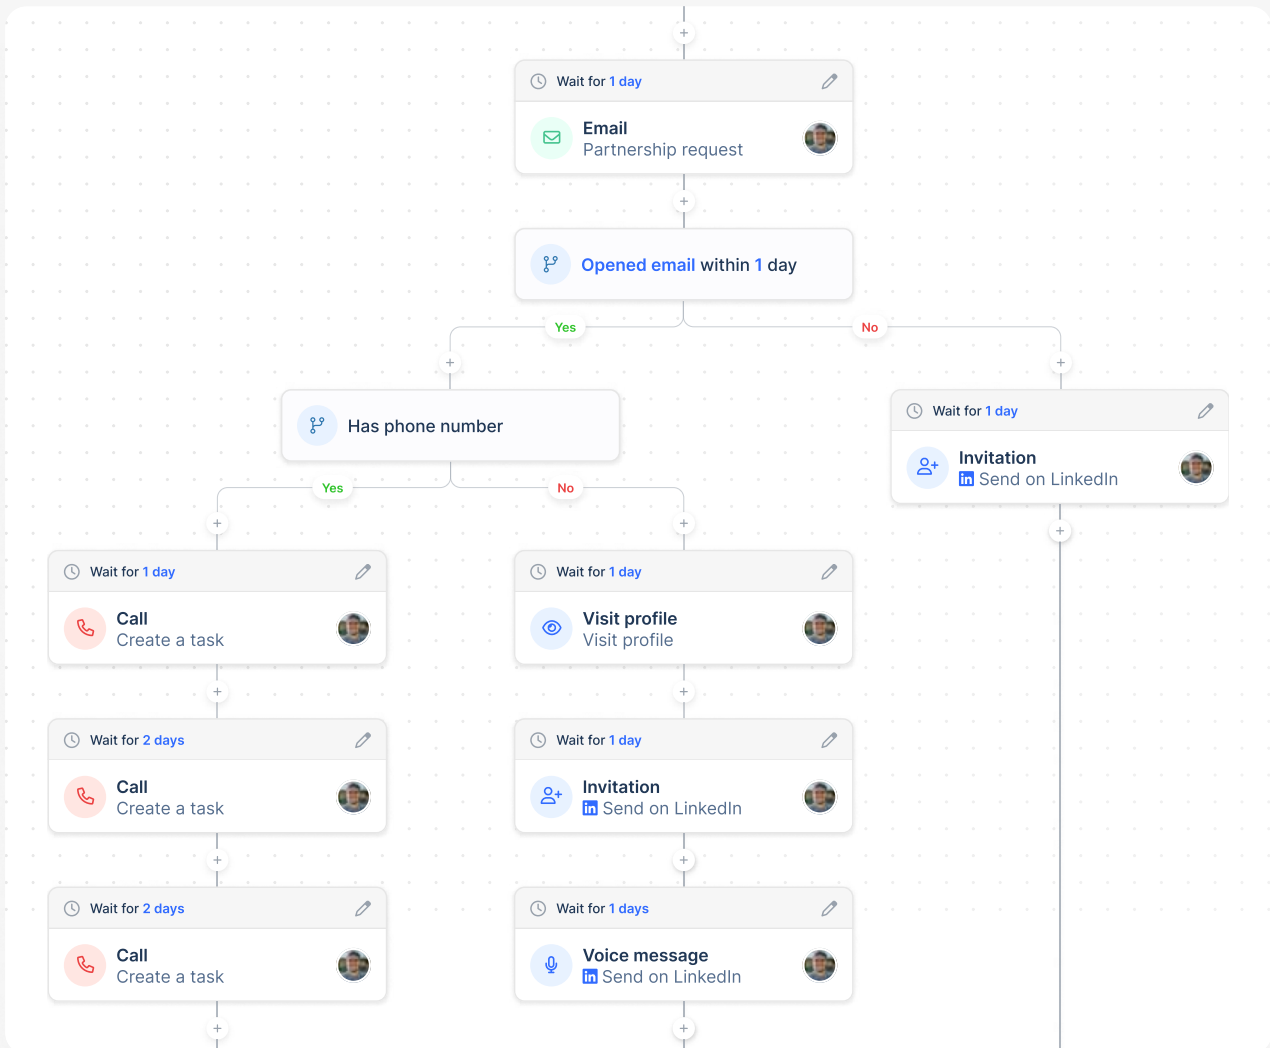 Wait for 1 day
Email
Partnership request
Opened email within 1 day
Yes
No
Has phone number
Wait for 1 day
Invitation
in Send on LinkedIn
Yes
No
Wait for 1 day
Call
Create a task
Wait for 1 day
Visit profile
Visit profile
Wait for 2 days
Call
Create a task
Wait for 1 day
Invitation
in Send on LinkedIn
Wait for 2 days
Call
Create a task
Wait for 1 days
Voice message
in Send on LinkedIn